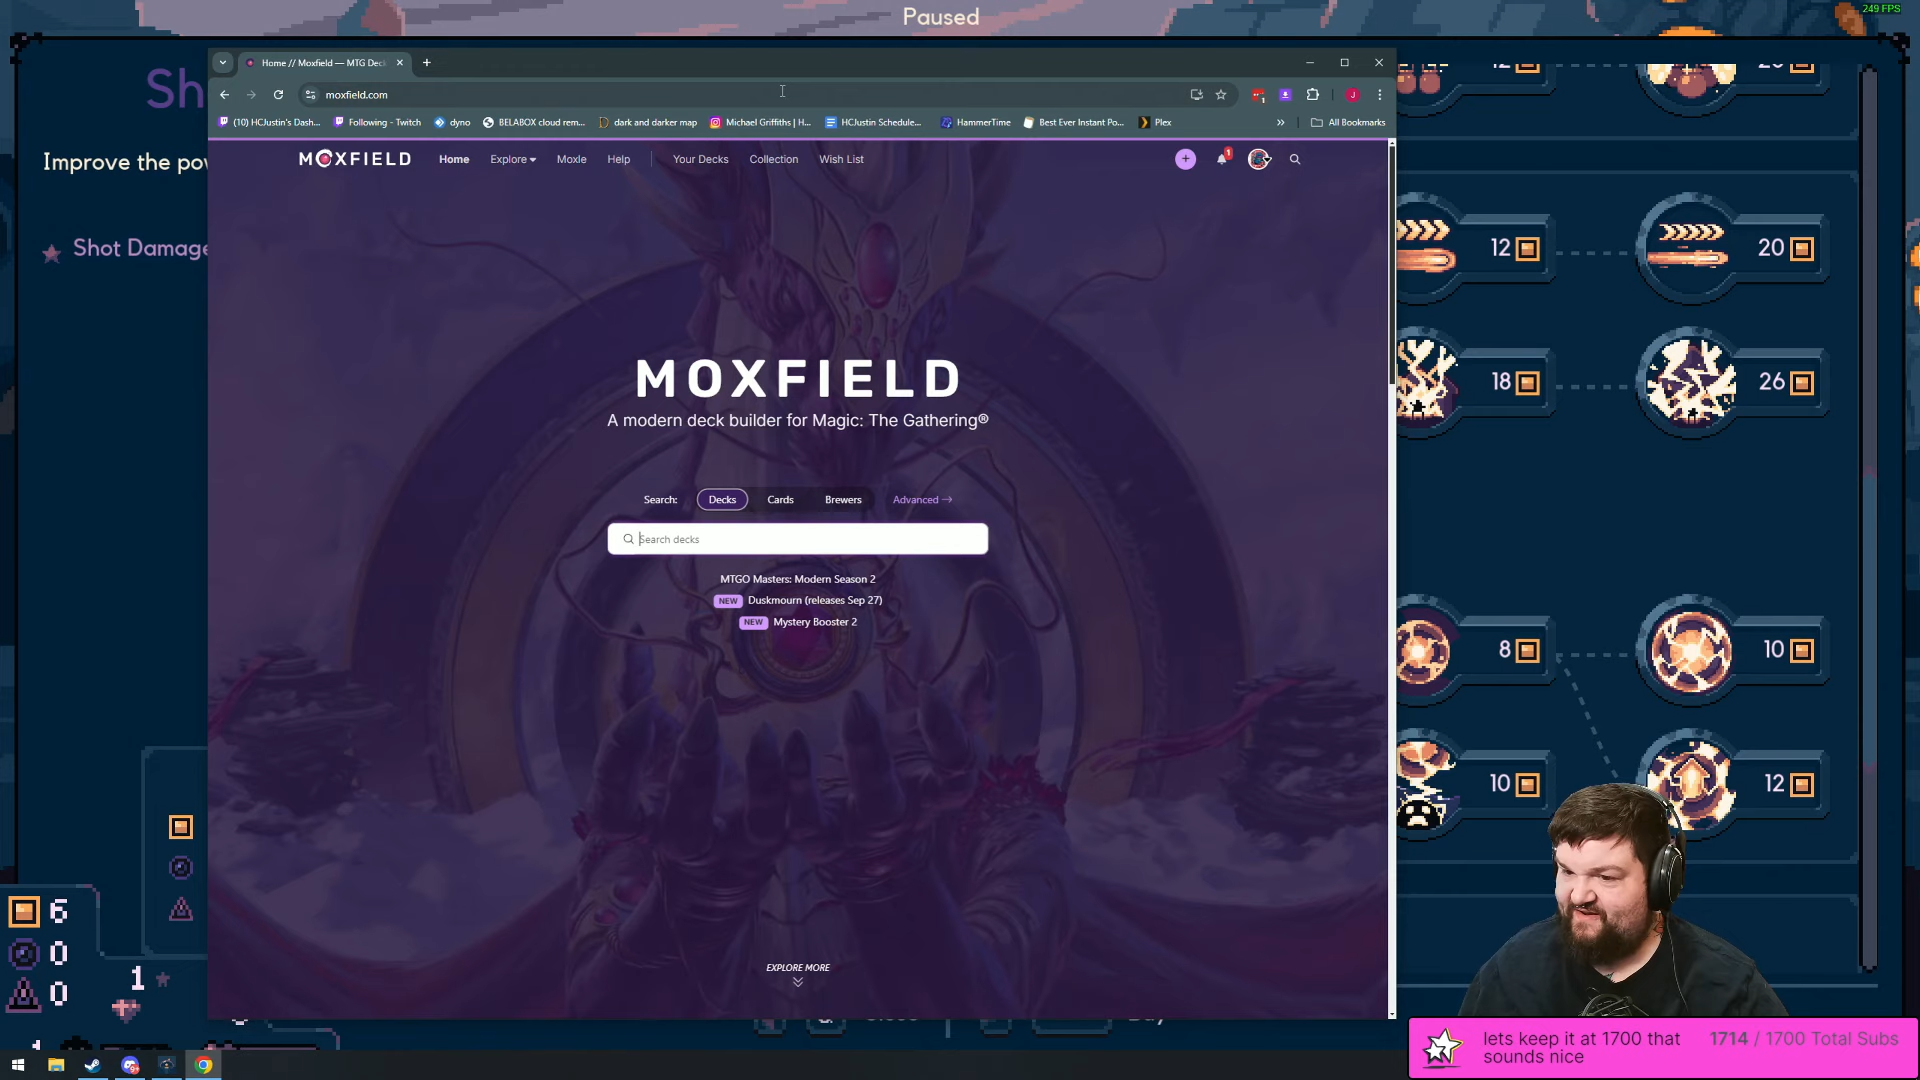 Paused
249 FPS
Sh
Home // Moxfield — MTG Dec
moxfield.com
(10) HCJustin's Dash...
Following - Twitch
dyno
BELABOX cloud rem...
dark and darker map
Michael Griffiths | H...
HCJustin Schedule...
HammerTime
Best Ever Instant Po...
Plex
All Bookmarks
MOXFIELD
Home
Explore
Moxle
Help
Your Decks
Collection
Wish List
1
Improve the pow
Shot Damage
12
20
18
26
MOXFIELD
A modern deck builder for Magic: The Gathering®
Search:
Decks
Cards
Brewers
Advanced
Search decks
MTGO Masters: Modern Season 2
NEW Duskmourn (releases Sep 27)
NEW Mystery Booster 2
8
10
10
12
6
0
0
1
EXPLORE MORE
lets keep it at 1700 that
sounds nice
1714 / 1700 Total Subs